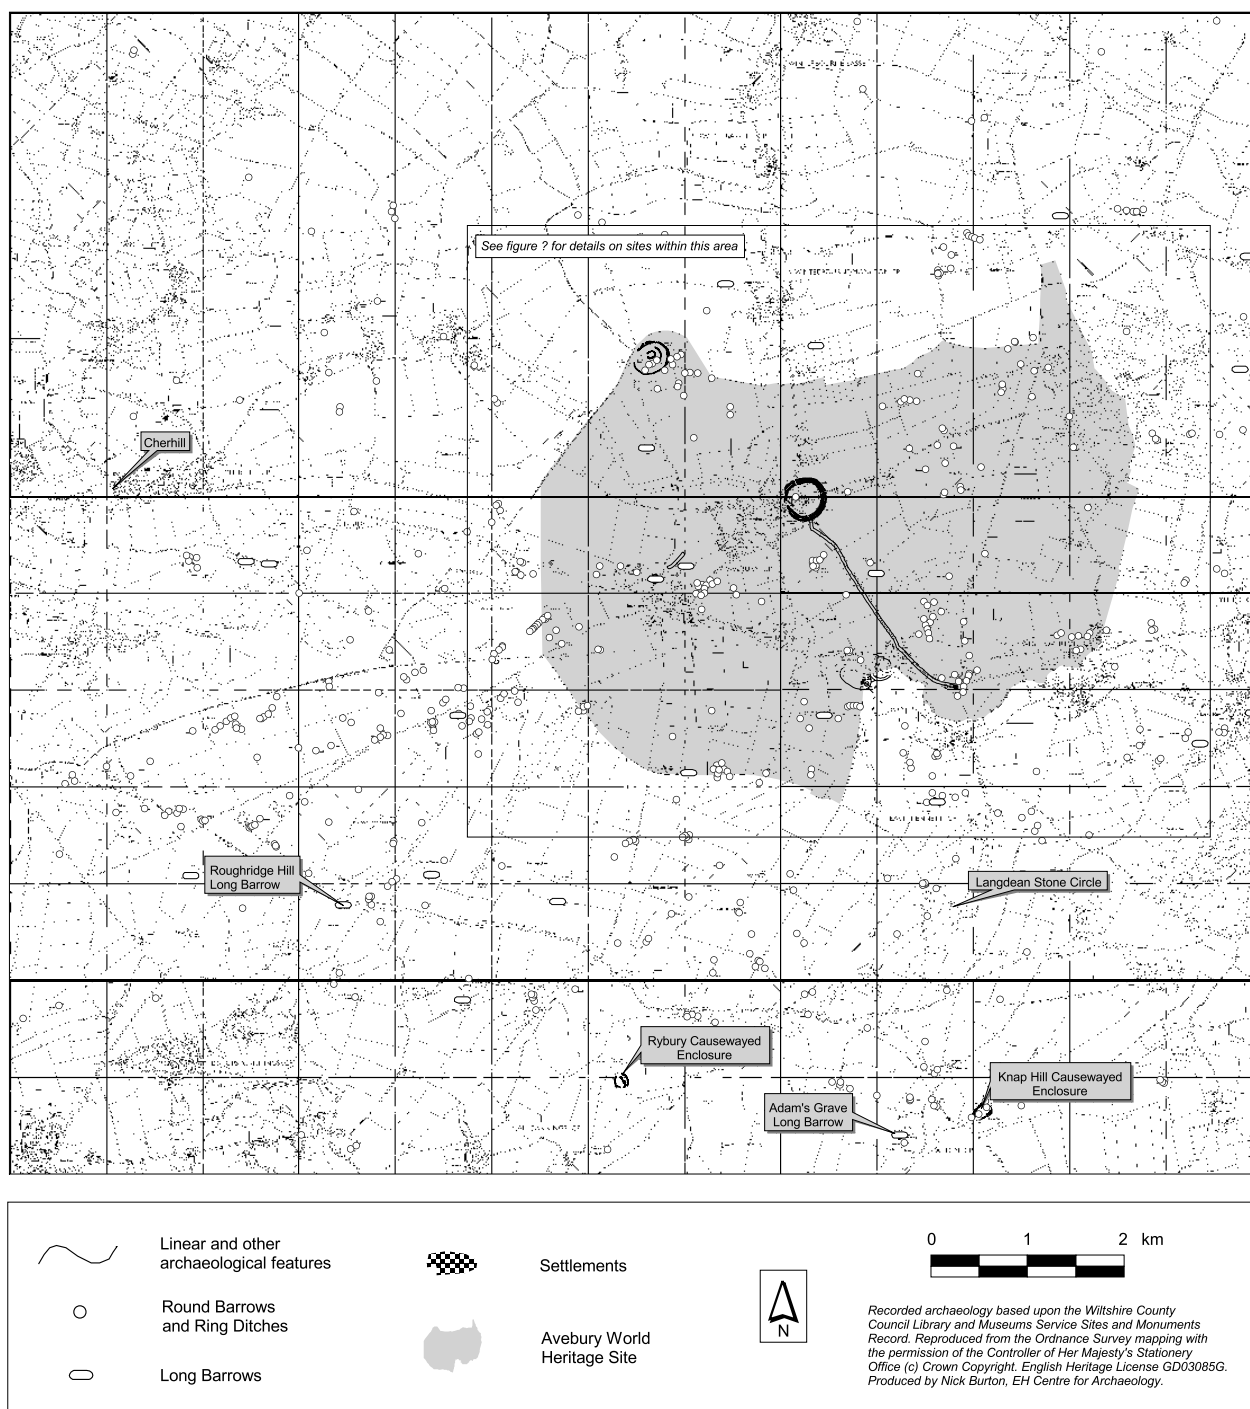 See figure ? for details on sites within this area
Cherhill
Roughridge Hill
Long Barrow
Langdean Stone Circle
Rybury Causewayed
Enclosure
Knap Hill Causewayed
Enclosure
Adam's Grave
Long Barrow
Linear and other
archaeological features
Round Barrows
and Ring Ditches
Long Barrows
Settlements
Avebury World
Heritage Site
N
0 1 2 km
Recorded archaeology based upon the Wiltshire County
Council Library and Museums Service Sites and Monuments
Record. Reproduced from the Ordnance Survey mapping with
the permission of the Controller of Her Majesty's Stationery
Office (c) Crown Copyright. English Heritage License GD03085G.
Produced by Nick Burton, EH Centre for Archaeology.